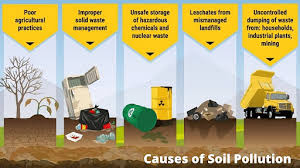 Poor
agricultural
practices
Improper
solid waste
management
Unsafe storage
of hazardous
chemicals and
nuclear waste
Leachates from
mismanaged
landfills
Uncontrolled
dumping of waste
from: households,
industrial plants,
mining
Causes of Soil Pollution